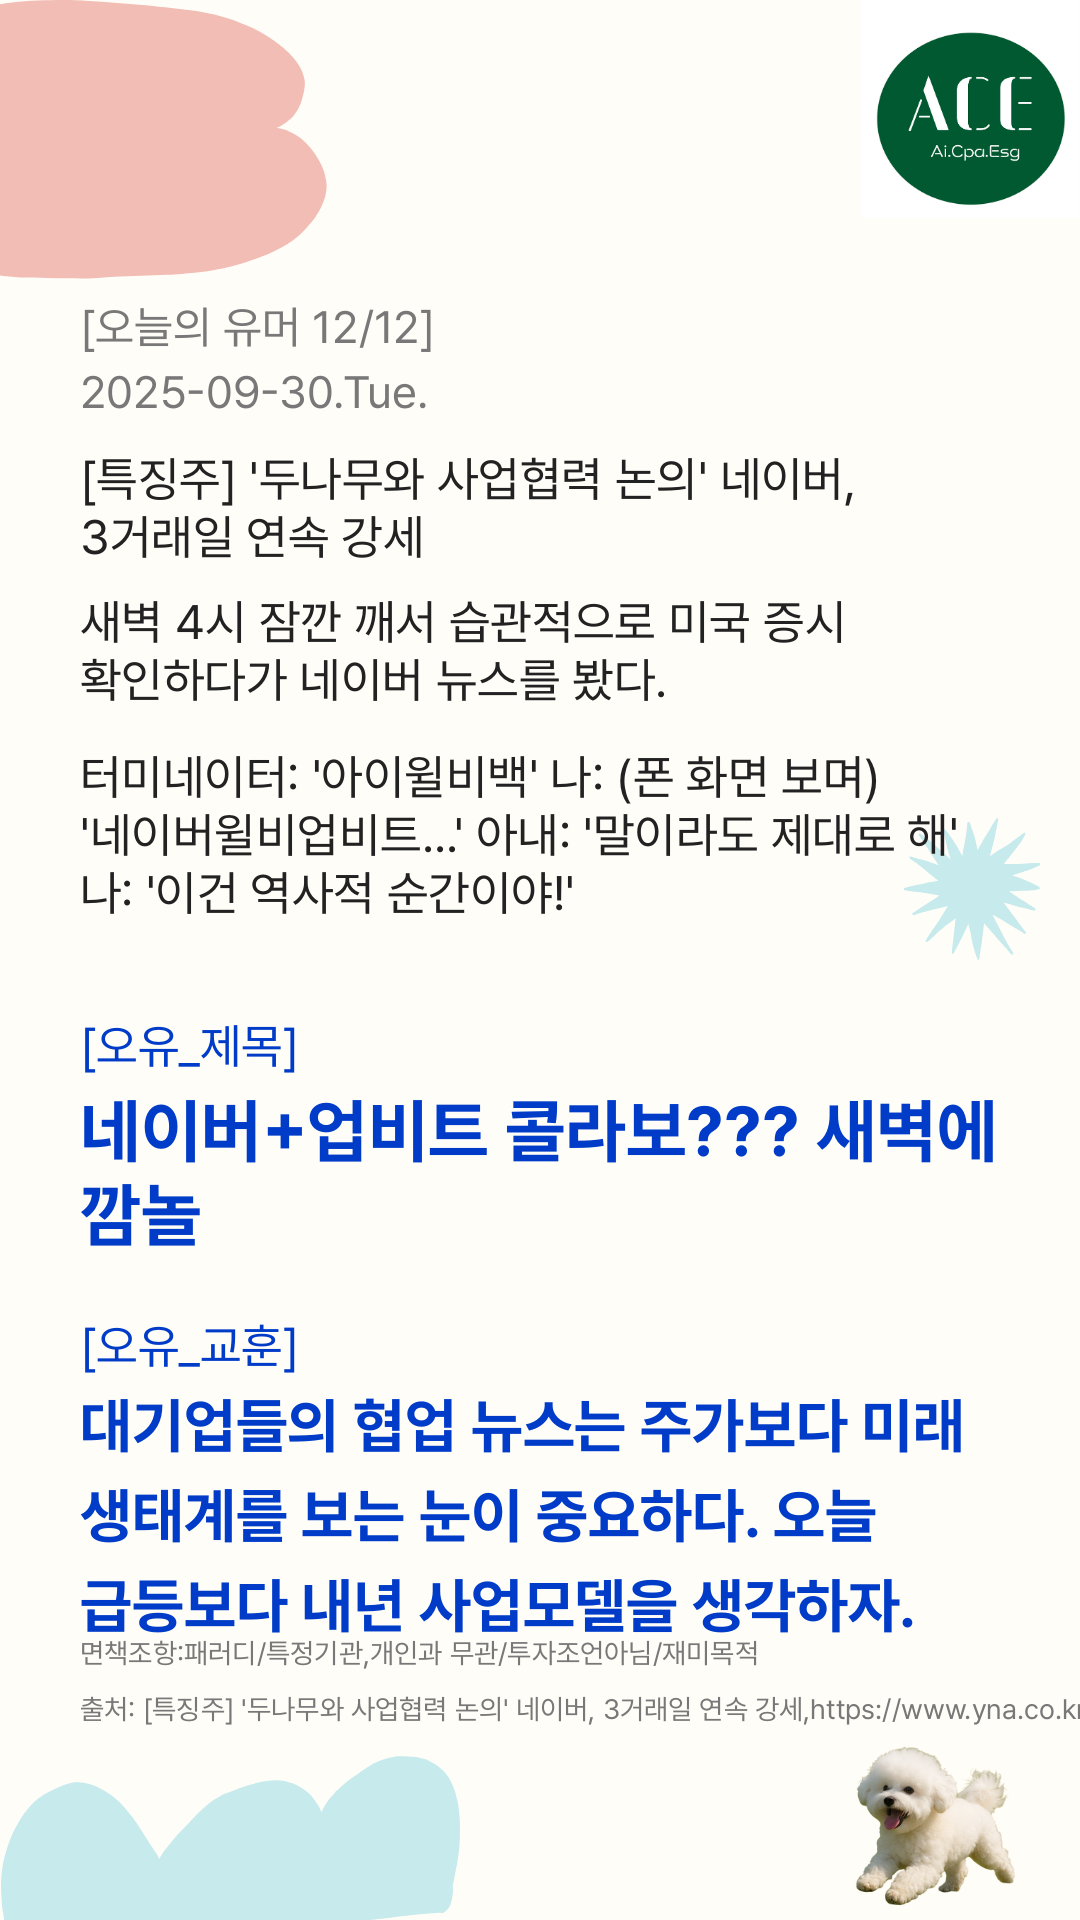 ACE
Ai.Cpa.Esg
[오늘의 유머 12/12]
2025-09-30.Tue.
[특징주] '두나무와 사업협력 논의' 네이버,
3거래일 연속 강세
새벽 4시 잠깐 깨서 습관적으로 미국 증시
확인하다가 네이버 뉴스를 봤다.
터미네이터: '아이윌비백' 나: (폰 화면 보며)
'네이버윌비업비트...' 아내: '말이라도 제대로 해'
나: '이건 역사적 순간이야!'
[오유_제목]
네이버+업비트 콜라보??? 새벽에
깜놀
[오유_교훈]
대기업들의 협업 뉴스는 주가보다 미래
생태계를 보는 눈이 중요하다. 오늘
급등보다 내년 사업모델을 생각하자.
면책조항:패러디/특정기관,개인과 무관/투자조언아님/재미목적
출처: [특징주] '두나무와 사업협력 논의' 네이버, 3거래일 연속 강세,https://www.yna.co.kr